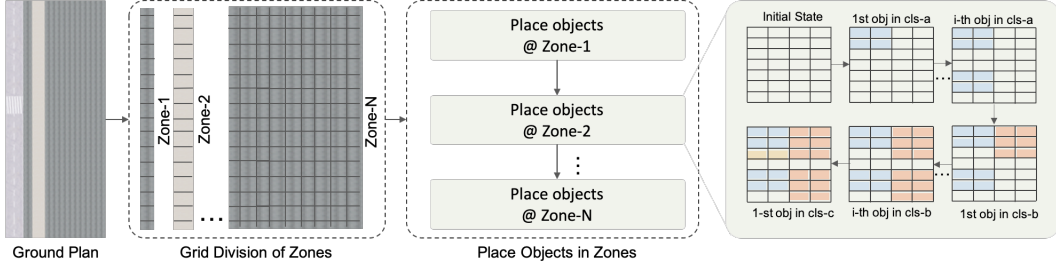 Ground Plan
Zone-1
Zone-2
...
Zone-N
Grid Division of Zones
Place objects
@ Zone-1
Place objects
@ Zone-2
⋮
Place objects
@ Zone-N
Place Objects in Zones
Initial State
1st obj in cls-a
i-th obj in cls-a
...
1-st obj in cls-c
i-th obj in cls-b
...
1st obj in cls-b